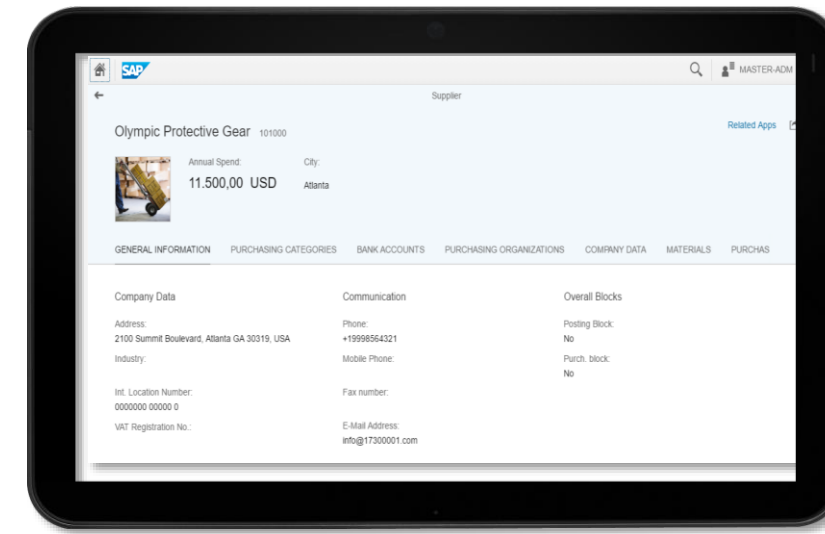 SAP
MASTER-ADM
Supplier
Olympic Protective Gear 101000
Related Apps
Annual Spend: City:
11.500,00 USD Atlanta
GENERAL INFORMATION PURCHASING CATEGORIES BANK ACCOUNTS PURCHASING ORGANIZATIONS COMPANY DATA MATERIALS PURCHAS
Company Data Communication Overall Blocks
Address: Phone: Posting Block:
2100 Summit Boulevard, Atlanta GA 30319, USA +19998564321 No
Industry: Mobile Phone: Purch. block:
No
Int. Location Number: Fax number:
0000000 00000 0
VAT Registration No.: E-Mail Address:
info@17300001.com